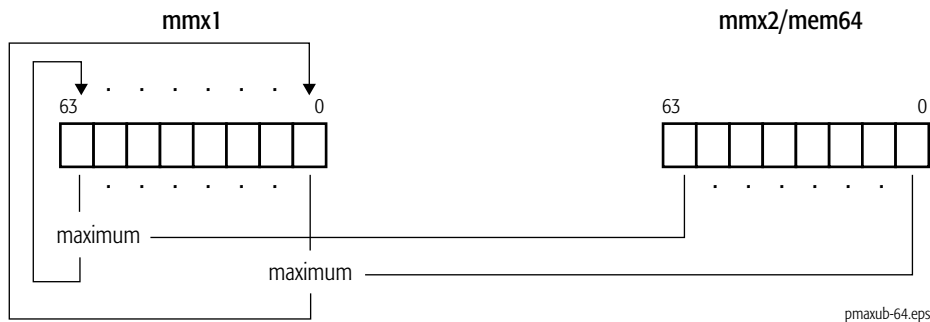 mmx1 mmx2/mem64
. . . . . .
63 0 63 0
. . . . . . . . . . . .
maximum
maximum
pmaxub-64.eps